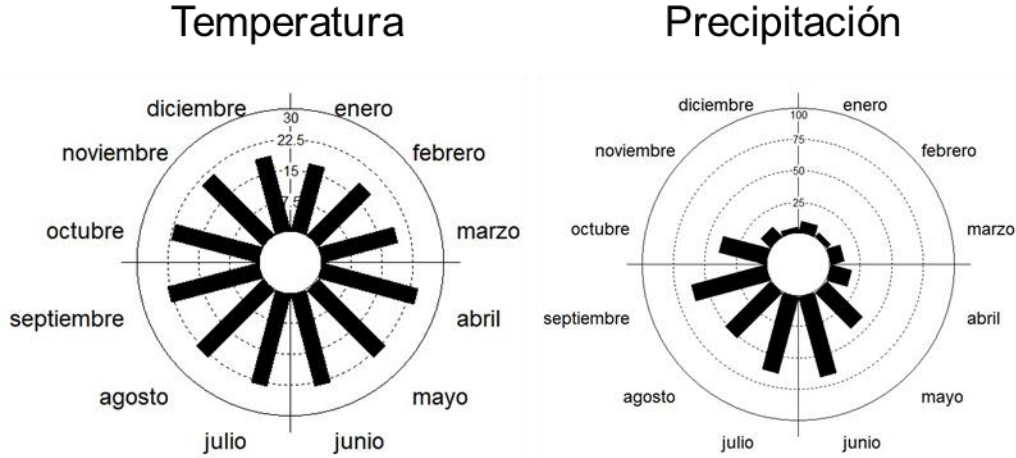 Temperatura
diciembre
enero
30
noviembre
22.5
febrero
15
7.5
octubre
marzo
septiembre
abril
agosto
mayo
julio
junio
Precipitación
diciembre
enero
100
noviembre
75
febrero
50
25
octubre
marzo
septiembre
abril
agosto
mayo
julio
junio